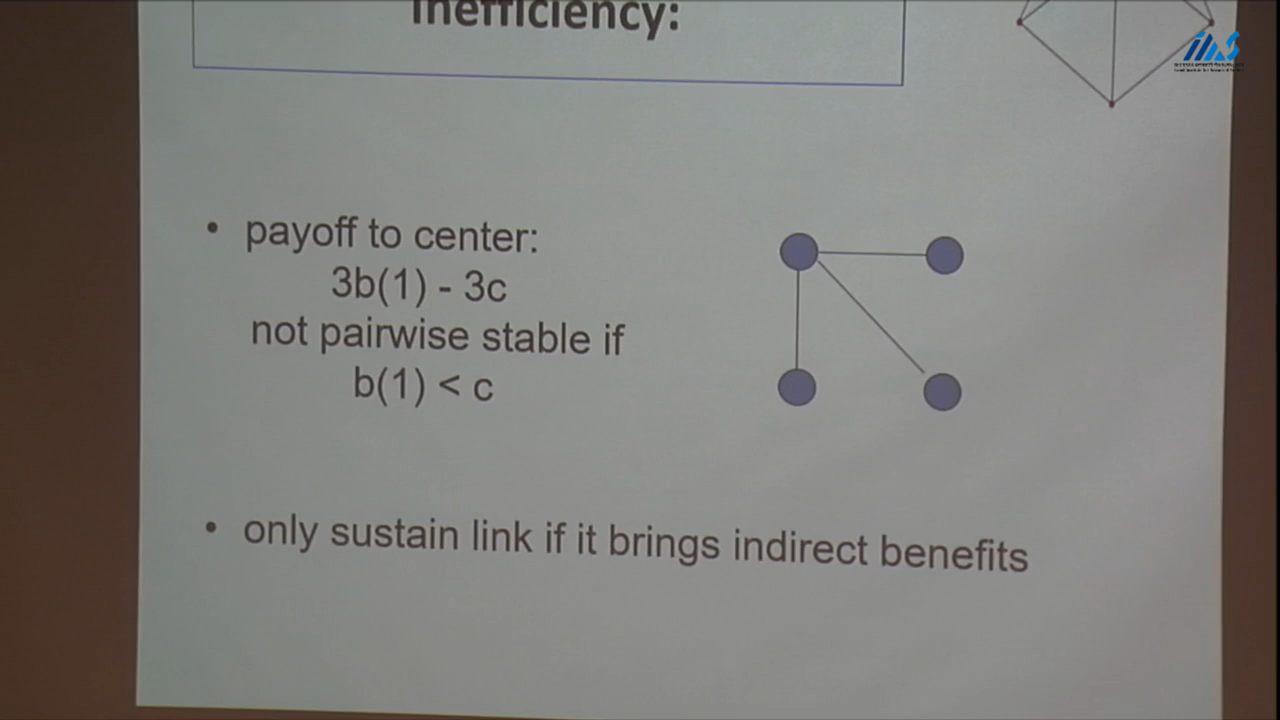 inefficiency:
• payoff to center:
3b(1) - 3c
not pairwise stable if
b(1) < c
• only sustain link if it brings indirect benefits